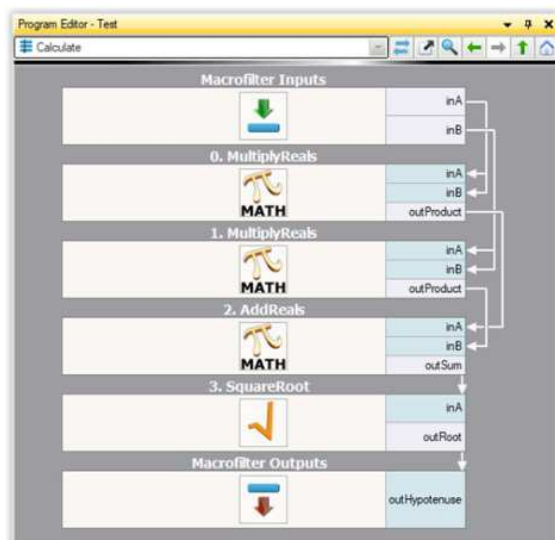 Program Editor - Test
Calculate
Macrofilter Inputs
inA
inB
0. MultiplyReals
inA
inB
MATH
outProduct
1. MultiplyReals
inA
inB
MATH
outProduct
2. AddReals
inA
inB
MATH
outSum
3. SquareRoot
inA
outRoot
Macrofilter Outputs
outHypotenuse